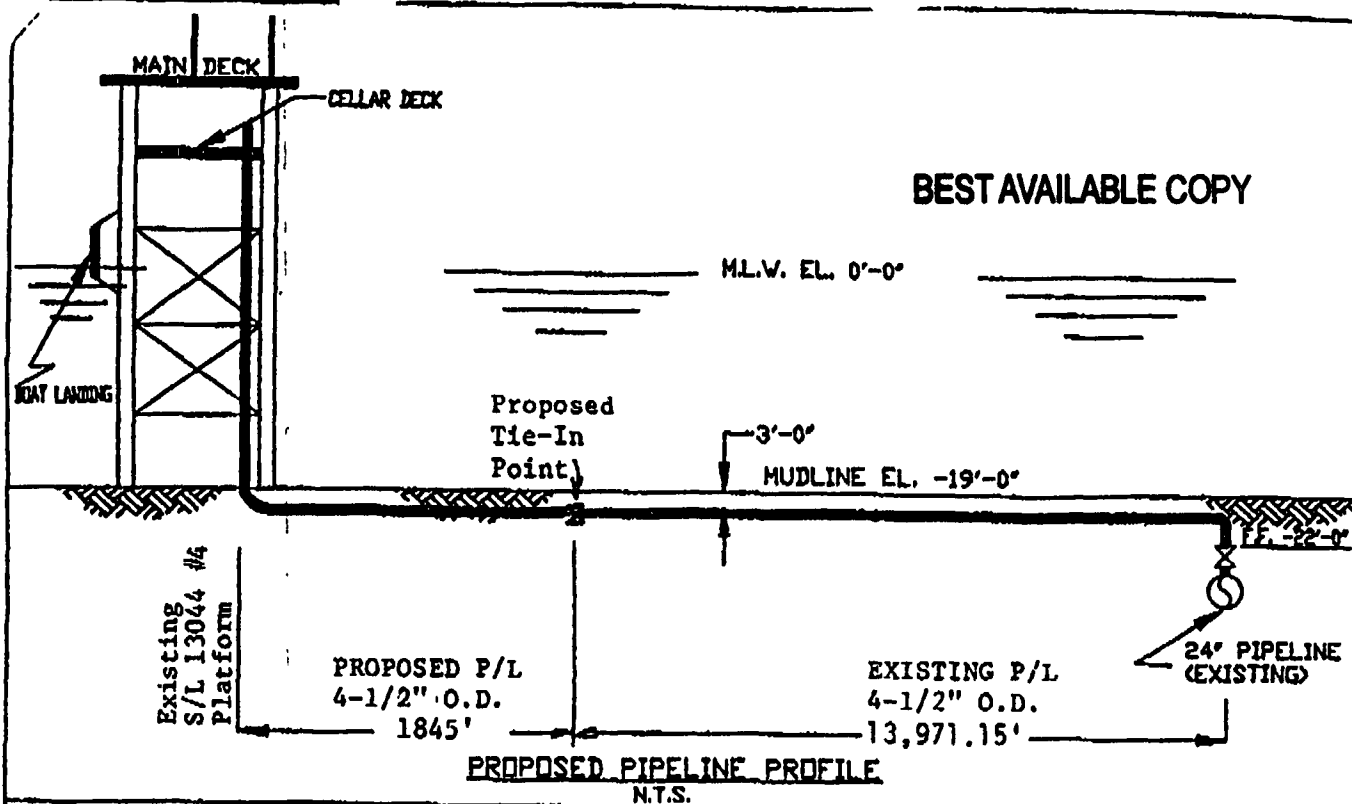 MAIN DECK
CELLAR DECK
BEST AVAILABLE COPY
M.L.W. EL. 0'-0"
BOAT LANDING
Proposed
Tie-In
Point
3'-0"
MUDLINE EL. -19'-0"
-22'-0"
Existing
S/L 13044 #4
Platform
PROPOSED P/L
4-1/2" O.D.
1845'
EXISTING P/L
4-1/2" O.D.
13,971.15'
24" PIPELINE
(EXISTING)
PROPOSED PIPELINE PROFILE
N.T.S.